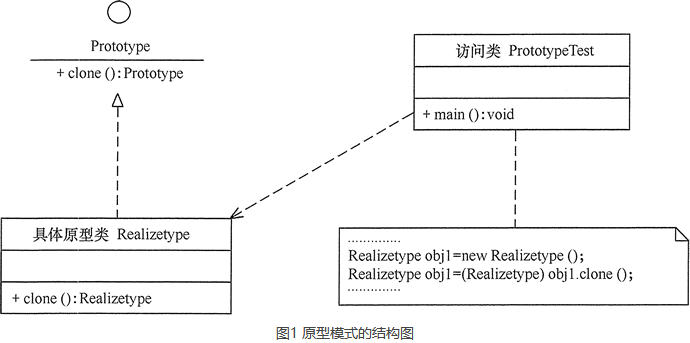 Prototype
+ clone ():Prototype
访问类 PrototypeTest
+ main ():void
具体原型类 Realizetype
+ clone ():Realizetype
..............
Realizetype obj1=new Realizetype ();
Realizetype obj1=(Realizetype) obj1.clone ();
..............
图1 原型模式的结构图